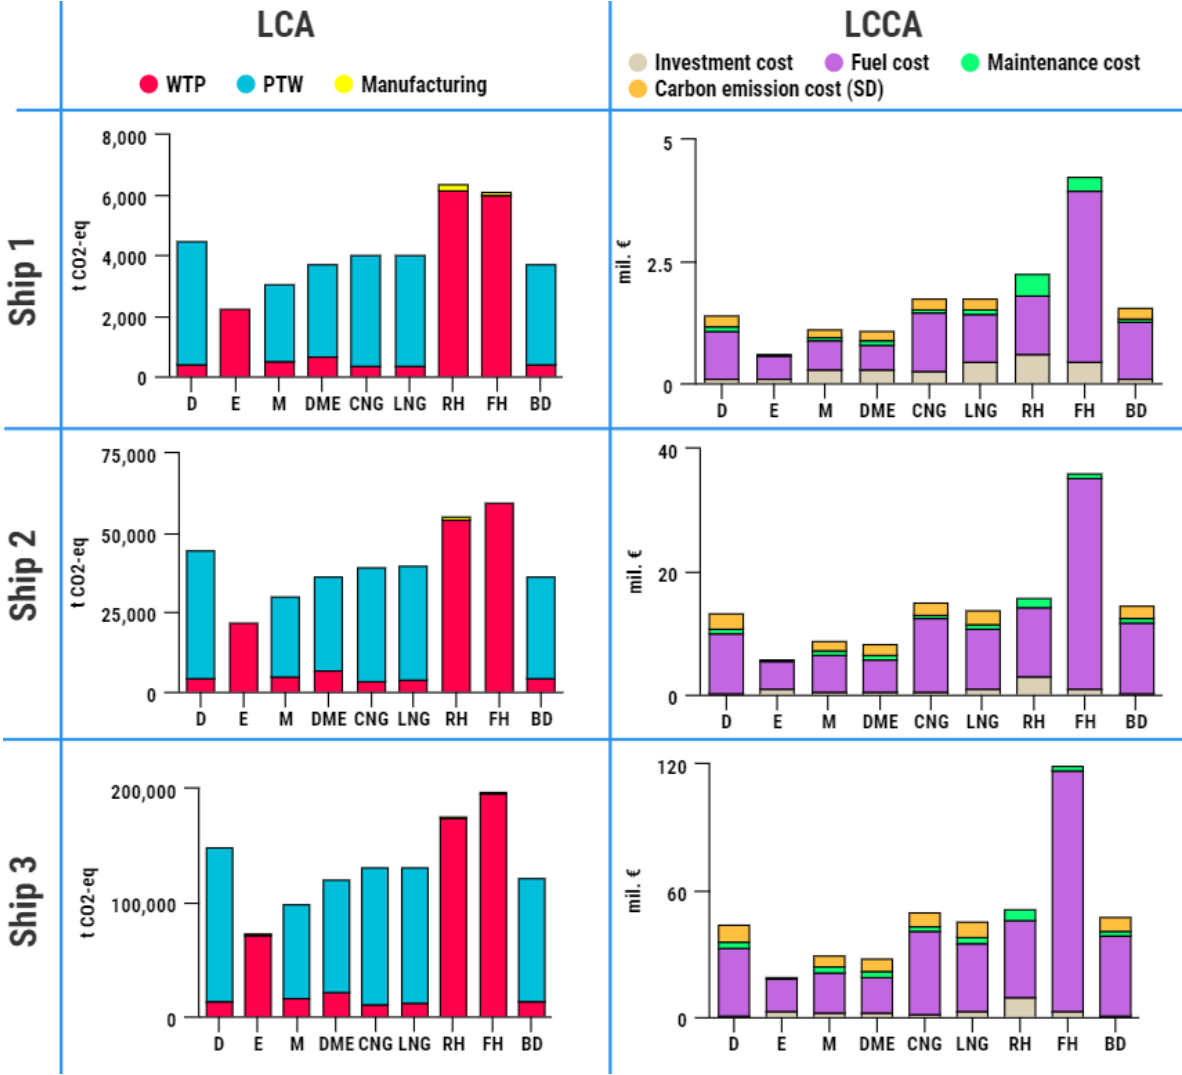 LCA
LCCA
WTP PTW Manufacturing
Investment cost Fuel cost Maintenance cost
Carbon emission cost (SD)
Ship 1
t CO2-eq
8,000
6,000
4,000
2,000
0
D E M DME CNG LNG RH FH BD
mil. €
5
2.5
0
D E M DME CNG LNG RH FH BD
Ship 2
t CO2-eq
75,000
50,000
25,000
0
D E M DME CNG LNG RH FH BD
mil. €
40
20
0
D E M DME CNG LNG RH FH BD
Ship 3
t CO2-eq
200,000
100,000
0
D E M DME CNG LNG RH FH BD
mil. €
120
60
0
D E M DME CNG LNG RH FH BD